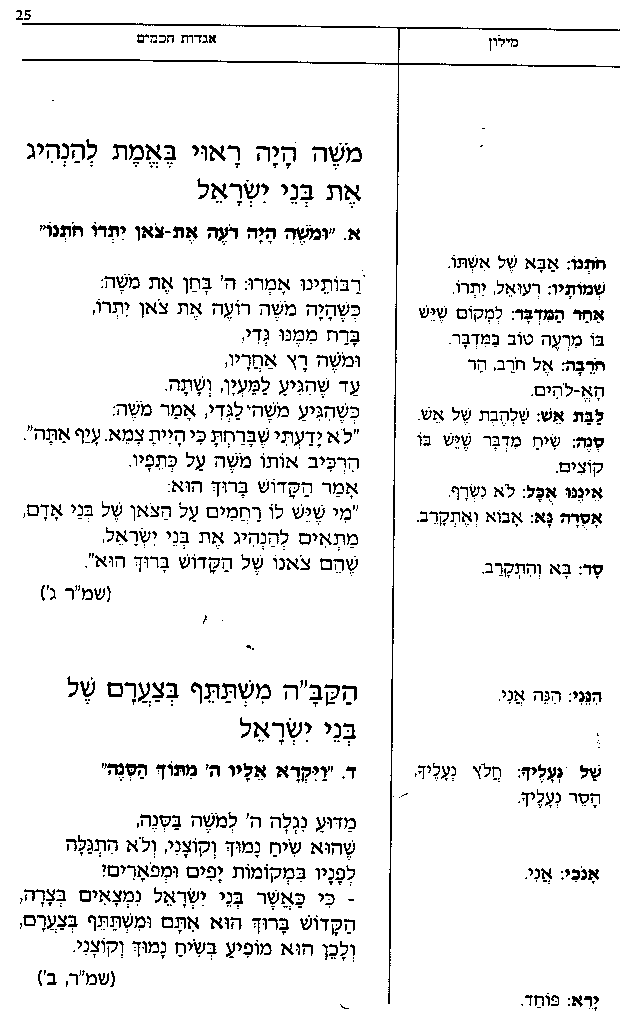 25
מילון
אגדות חכמים
חֹתְנוֹ: אַבָּא שֶׁל אִשְׁתּוֹ.
שְׁמוֹתָיו: רְעוּאֵל, יִתְרוֹ.
אַחַר הַמִּדְבָּר: לְמָקוֹם שֶׁיֵּשׁ
בּוֹ מִרְעֶה טוֹב בַּמִּדְבָּר.
חֹרֵבָה: אֶל חֹרֵב, הַר
הָאֱ-לֹהִים.
לַבַּת אֵשׁ: שַׁלְהֶבֶת שֶׁל אֵשׁ.
סְנֶה: שִׂיחַ מִדְבָּר שֶׁיֵּשׁ בּוֹ
קוֹצִים.
אֵינֶנּוּ אֻכָּל: לֹא נִשְׂרָף.
אָסֻרָה נָּא: אָבוֹא וְאֶתְקָרֵב.
סָר: בָּא וְהִתְקָרֵב.
הִנֵּנִי: הִנֵּה אֲנִי.
שַׁל נְעָלֶיךָ: חֲלֹץ נְעָלֶיךָ,
הָסֵר נְעָלֶיךָ.
אָנֹכִי: אֲנִי.
יָרֵא: פּוֹחֵד.
מֹשֶׁה הָיָה רָאוּי בֶּאֱמֶת לְהַנְהִיג
אֶת בְּנֵי יִשְׂרָאֵל
א. "וּמֹשֶׁה הָיָה רֹעֶה אֶת-צֹאן יִתְרוֹ חֹתְנוֹ"
רַבּוֹתֵינוּ אָמְרוּ: ה' בָּחַן אֶת מֹשֶׁה:
כְּשֶׁהָיָה מֹשֶׁה רוֹעֶה אֶת צֹאן יִתְרוֹ,
בָּרַח מִמֶּנּוּ גְּדִי,
וּמֹשֶׁה רָץ אַחֲרָיו,
עַד שֶׁהִגִּיעַ לַמַּעְיָן, וְשָׁתָה.
כְּשֶׁהִגִּיעַ מֹשֶׁה לַגְּדִי, אָמַר מֹשֶׁה:
"לֹא יָדַעְתִּי שֶׁבָּרַחְתָּ כִּי הָיִיתָ צָמֵא. עָיֵף אַתָּה".
הִרְכִּיב אוֹתוֹ מֹשֶׁה עַל כְּתֵפָיו.
אָמַר הַקָּדוֹשׁ בָּרוּךְ הוּא:
"מִי שֶׁיֵּשׁ לוֹ רַחֲמִים עַל הַצֹּאן שֶׁל בְּנֵי אָדָם,
מַתְאִים לְהַנְהִיג אֶת בְּנֵי יִשְׂרָאֵל,
שֶׁהֵם צֹאנוֹ שֶׁל הַקָּדוֹשׁ בָּרוּךְ הוּא".
(שמ"ר ג')
הַקַּבָּ"ה מִשְׁתַּתֵּף בְּצַעֲרָם שֶׁל
בְּנֵי יִשְׂרָאֵל
ד. "וַיִּקְרָא אֵלָיו ה' מִתּוֹךְ הַסְּנֶה"
מַדּוּעַ נִגְלָה ה' לְמֹשֶׁה בַּסְּנֶה,
שֶׁהוּא שִׂיחַ נָמוּךְ וְקוֹצָנִי, וְלֹא הִתְגַּלָּה
לְפָנָיו בִּמְקוֹמוֹת יָפִים וּמְפֹאָרִים?!
- כִּי כַּאֲשֶׁר בְּנֵי יִשְׂרָאֵל נִמְצָאִים בְּצָרָה,
הַקָּדוֹשׁ בָּרוּךְ הוּא אִתָּם וּמִשְׁתַּתֵּף בְּצַעֲרָם,
וְלָכֵן הוּא מוֹפִיעַ בְּשִׂיחַ נָמוּךְ וְקוֹצָנִי.
(שמ"ר, ב')